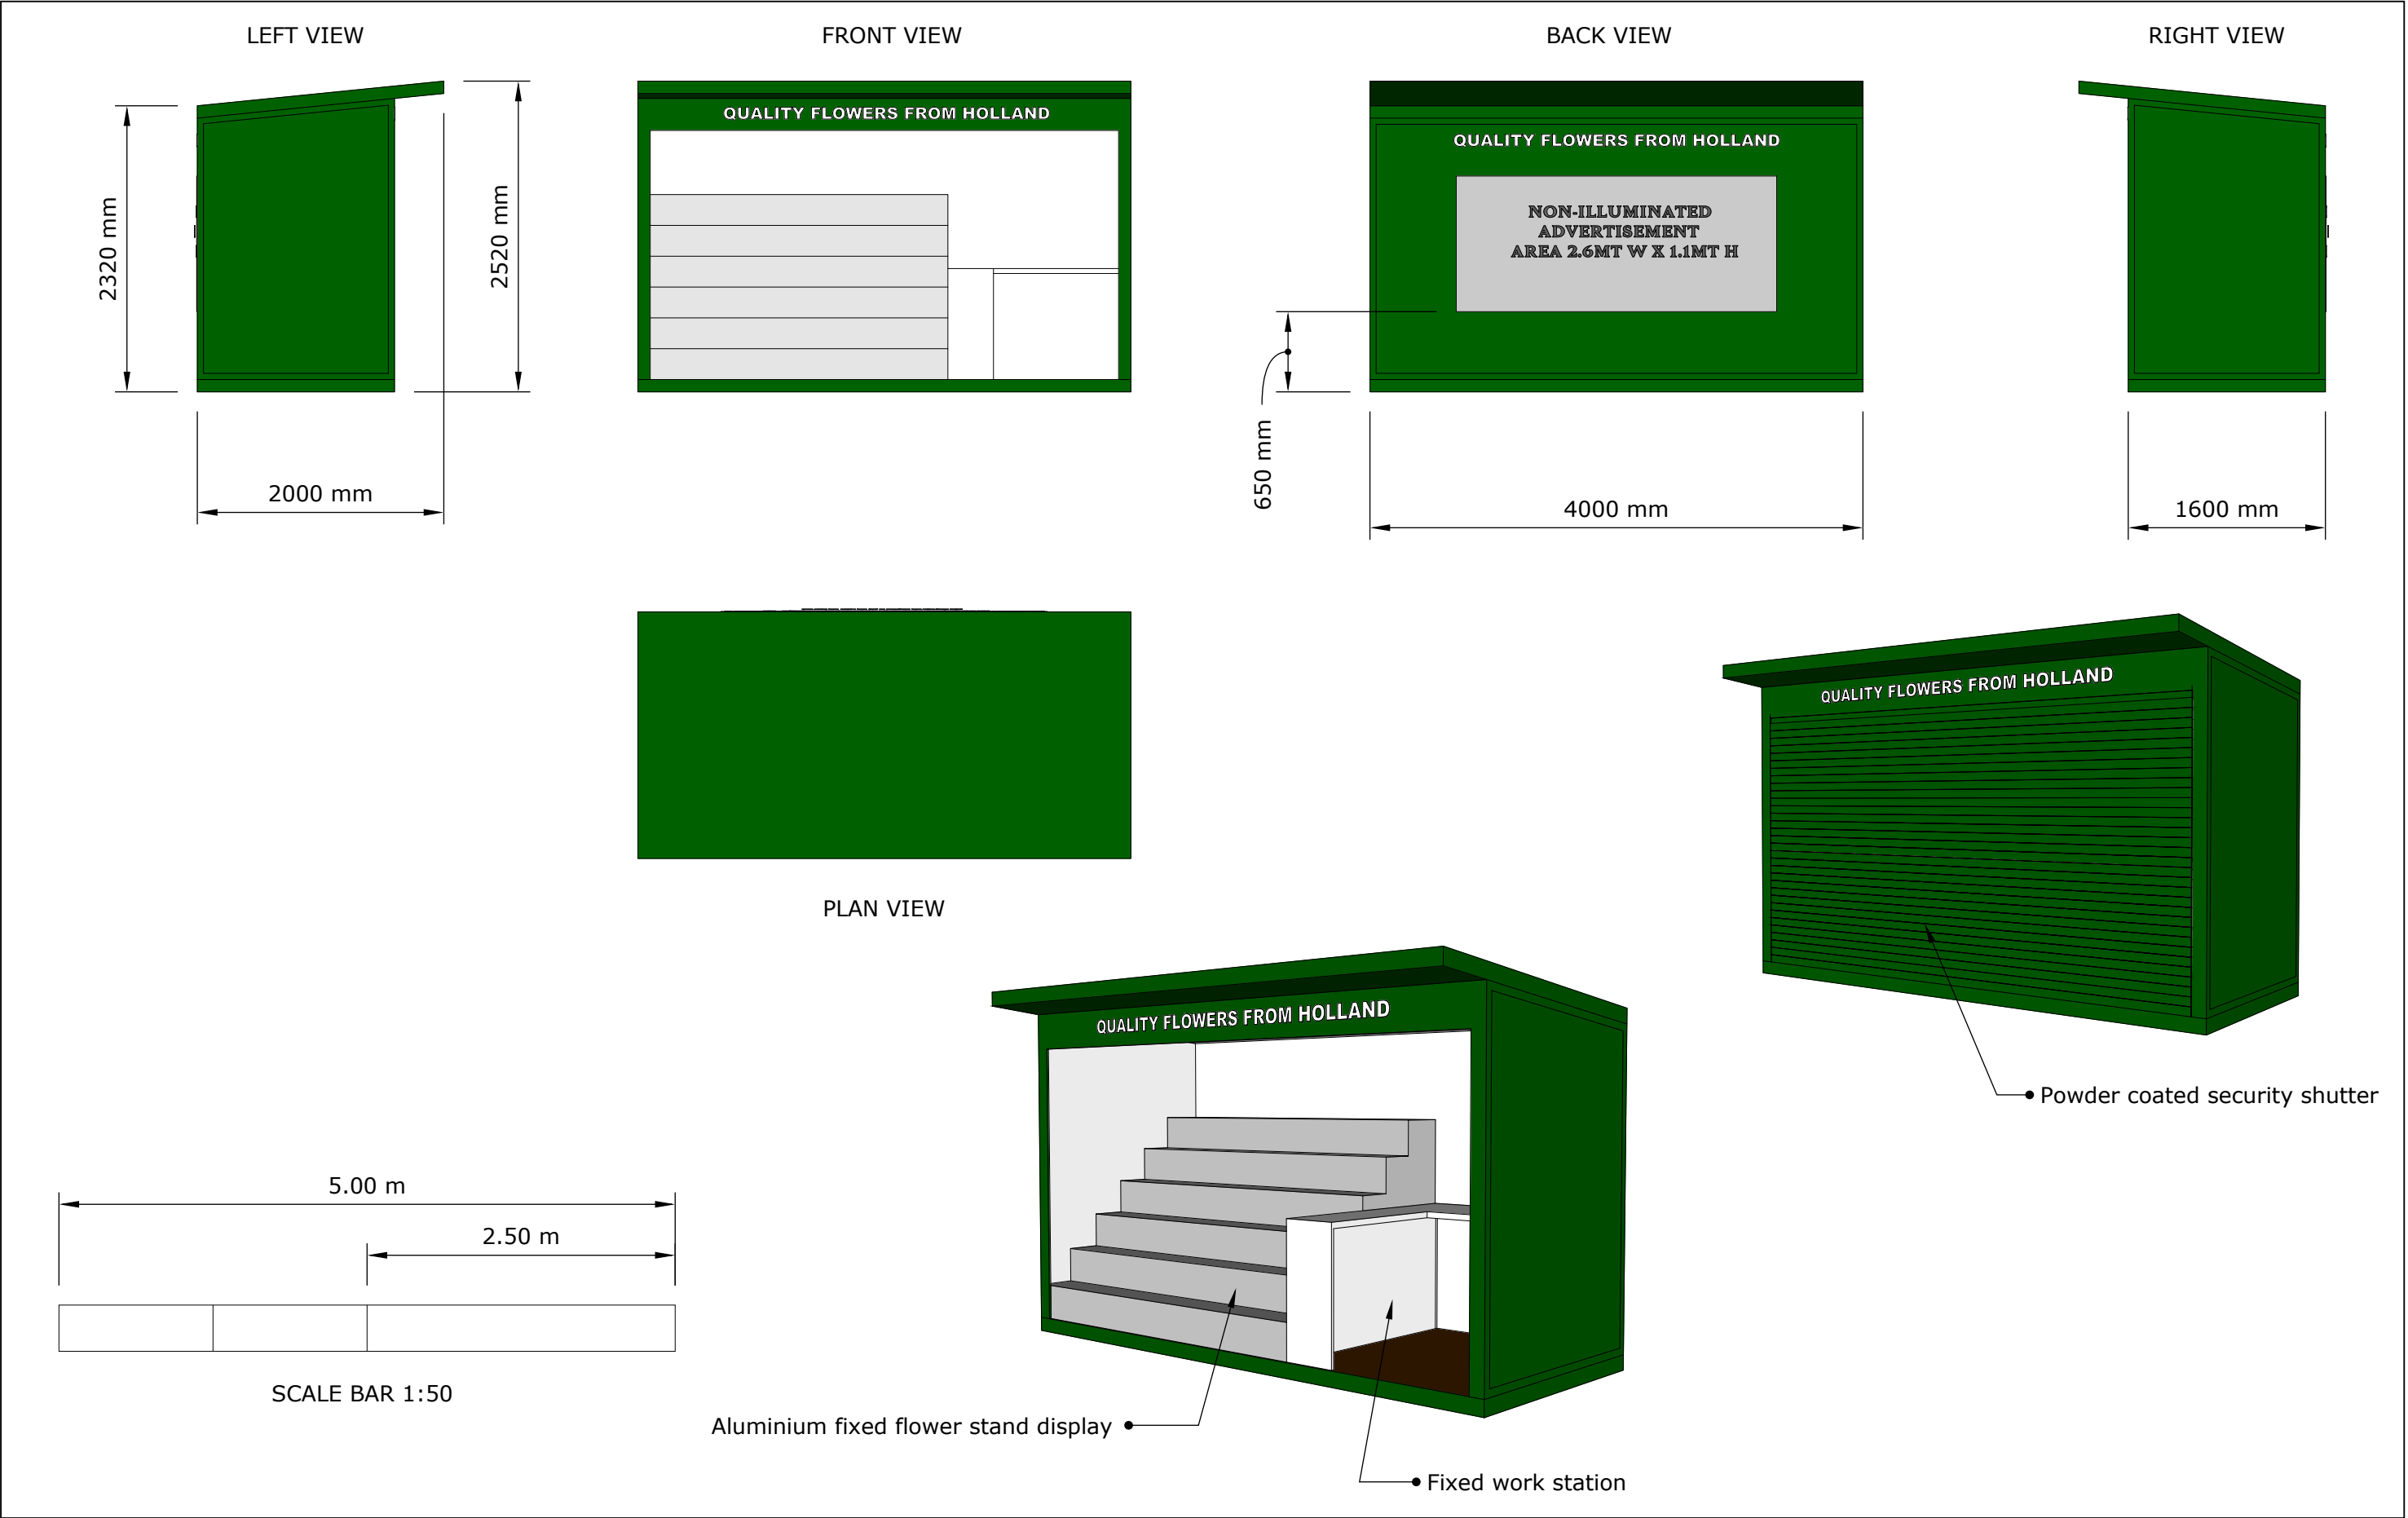 LEFT VIEW
FRONT VIEW
BACK VIEW
RIGHT VIEW
QUALITY FLOWERS FROM HOLLAND
QUALITY FLOWERS FROM HOLLAND
NON-ILLUMINATED
ADVERTISEMENT
AREA 2.6MT W X 1.1MT H
2320 mm
2520 mm
650 mm
2000 mm
4000 mm
1600 mm
PLAN VIEW
QUALITY FLOWERS FROM HOLLAND
QUALITY FLOWERS FROM HOLLAND
Powder coated security shutter
5.00 m
2.50 m
SCALE BAR 1:50
Aluminium fixed flower stand display
Fixed work station